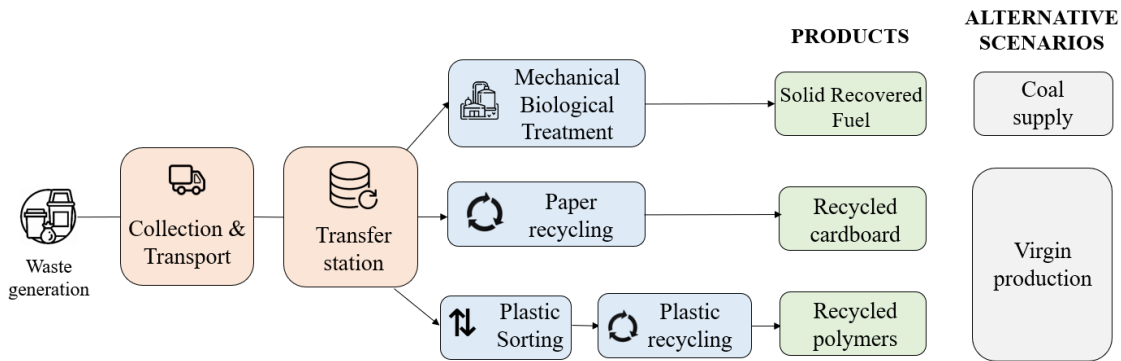 ALTERNATIVE
SCENARIOS
PRODUCTS
Mechanical
Biological
Treatment
Solid Recovered
Fuel
Coal
supply
Waste
generation
Collection &
Transport
Transfer
station
Paper
recycling
Recycled
cardboard
Virgin
production
Plastic
Sorting
Plastic
recycling
Recycled
polymers